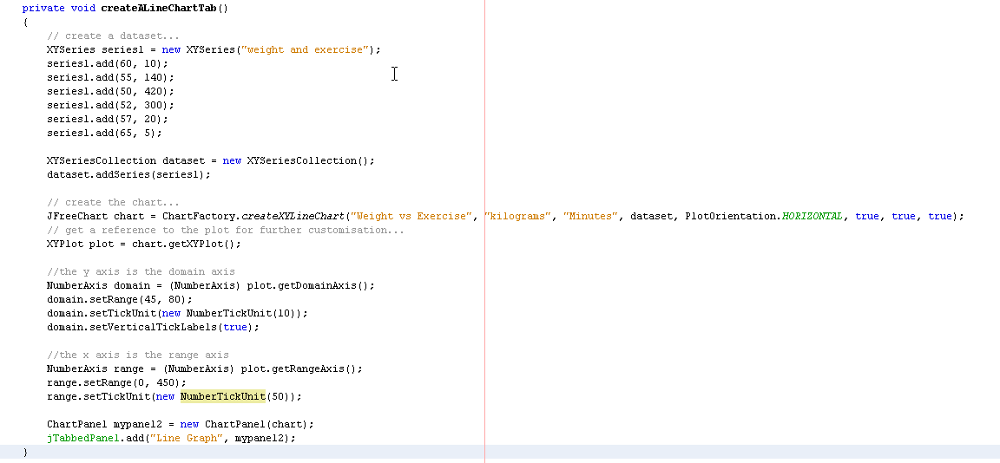 private void createALineChartTab()
{
// create a dataset...
XYSeries series1 = new XYSeries("weight and exercise");
series1.add(60, 10);
series1.add(55, 140);
series1.add(50, 420);
series1.add(52, 300);
series1.add(57, 20);
series1.add(65, 5);
XYSeriesCollection dataset = new XYSeriesCollection();
dataset.addSeries(series1);
// create the chart...
JFreeChart chart = ChartFactory.createXYLineChart("Weight vs Exercise", "kilograms", "Minutes", dataset, PlotOrientation.HORIZONTAL, true, true, true);
// get a reference to the plot for further customisation...
XYPlot plot = chart.getXYPlot();
//the y axis is the domain axis
NumberAxis domain = (NumberAxis) plot.getDomainAxis();
domain.setRange(45, 80);
domain.setTickUnit(new NumberTickUnit(10));
domain.setVerticalTickLabels(true);
//the x axis is the range axis
NumberAxis range = (NumberAxis) plot.getRangeAxis();
range.setRange(0, 450);
range.setTickUnit(new NumberTickUnit(50));
ChartPanel mypanel2 = new ChartPanel(chart);
jTabbedPanel.add("Line Graph", mypanel2);
}